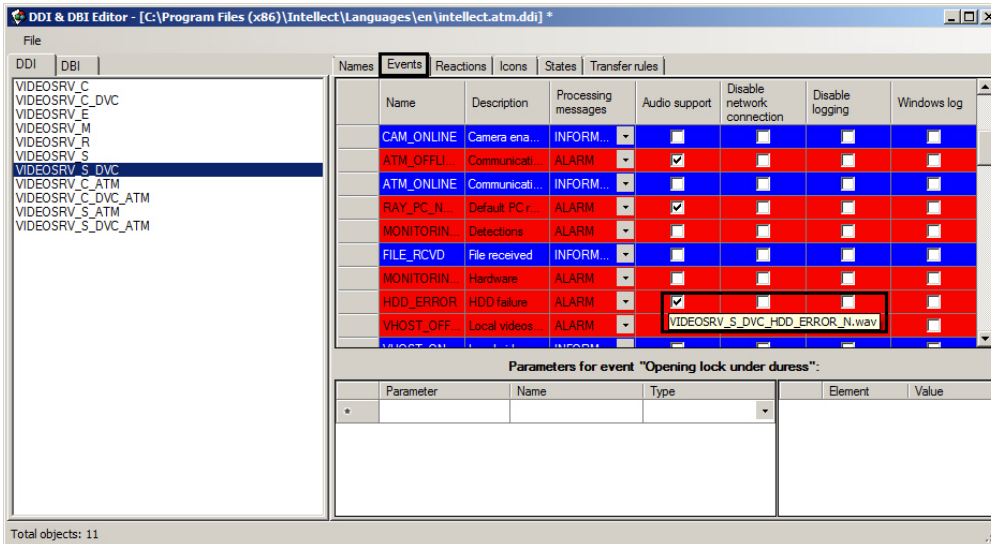 DDI & DBI Editor - [C:\Program Files (x86)\Intellect\Languages\en\intellect.atm.ddi] *
File
DDI DBI
VIDEOSRV_C
VIDEOSRV_C_DVC
VIDEOSRV_E
VIDEOSRV_M
VIDEOSRV_R
VIDEOSRV_S
VIDEOSRV_S_DVC
VIDEOSRV_C_ATM
VIDEOSRV_C_DVC_ATM
VIDEOSRV_S_ATM
VIDEOSRV_S_DVC_ATM
Names Events Reactions Icons States Transfer rules
Name Description Processing messages Audio support Disable network connection Disable logging Windows log
CAM_ONLINE Camera ena... INFORM...
ATM_OFFLI... Communicati... ALARM
ATM_ONLINE Communicati... INFORM...
RAY_PC_N... Default PC r... ALARM
MONITORIN... Detections ALARM
FILE_RCVD File received INFORM...
MONITORIN... Hardware ALARM
HDD_ERROR HDD failure ALARM
VHOST_OFF... Local videos... ALARM
VIDEOSRV_S_DVC_HDD_ERROR_N.wav
Parameters for event "Opening lock under duress":
Parameter Name Type Element Value
*
Total objects: 11